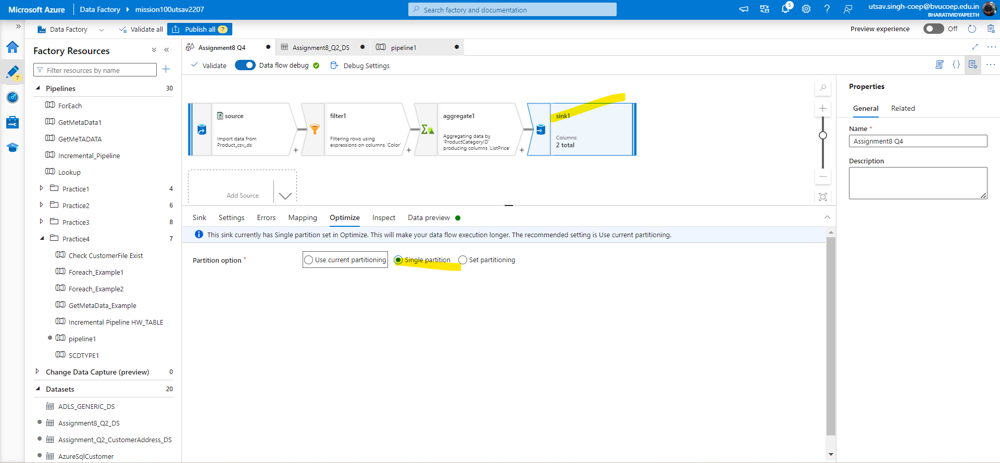 Microsoft Azure
Data Factory
mission100utsav2207
Search factory and documentation
5
utsav.singh-coep@bvucoep.edu.in
BHARATIVIDYAPEETH
Data Factory
Validate all
Publish all 7
Preview experience
Off
7
Factory Resources
Filter resources by name
Pipelines 30
ForEach
GetMetaData1
GetMeTADATA
Incremental_Pipeline
Lookup
Practice1 4
Practice2 6
Practice3 8
Practice4 7
Check CustomerFile Exist
Foreach_Example1
Foreach_Example2
GetMetaData_Example
Incremental Pipeline HW_TABLE
pipeline1
SCDTYPE1
Change Data Capture (preview) 0
Datasets 20
ADLS_GENERIC_DS
Assignment8_Q2_DS
Assignment_Q2_CustomerAddress_DS
AzureSqlCustomer
Assignment8 Q4
Assignment8_Q2_DS
pipeline1
Validate
Data flow debug
Debug Settings
source
Import data from
Product_csv_ds
filter1
Filtering rows using
expressions on columns 'Color'
aggregate1
Aggregating data by
'ProductCategoryID'
producing columns 'ListPrice'
sink1
Columns:
2 total
Add Source
Sink
Settings
Errors
Mapping
Optimize
Inspect
Data preview
This sink currently has Single partition set in Optimize. This will make your data flow execution longer. The recommended setting is Use current partitioning.
Partition option *
Use current partitioning
Single partition
Set partitioning
Properties
General
Related
Name *
Assignment8 Q4
Description